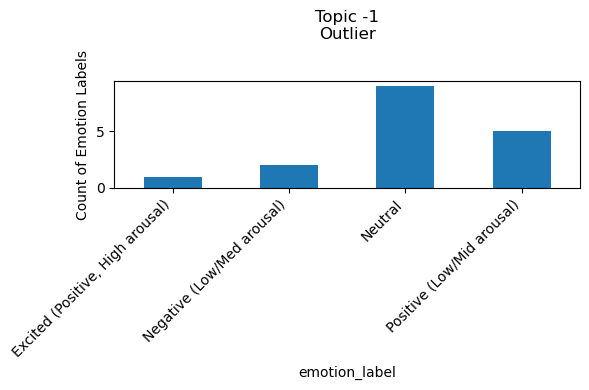 Topic -1
Outlier
Count of Emotion Labels
5
0
Excited (Positive, High arousal)
Negative (Low/Med arousal)
Neutral
Positive (Low/Mid arousal)
emotion_label